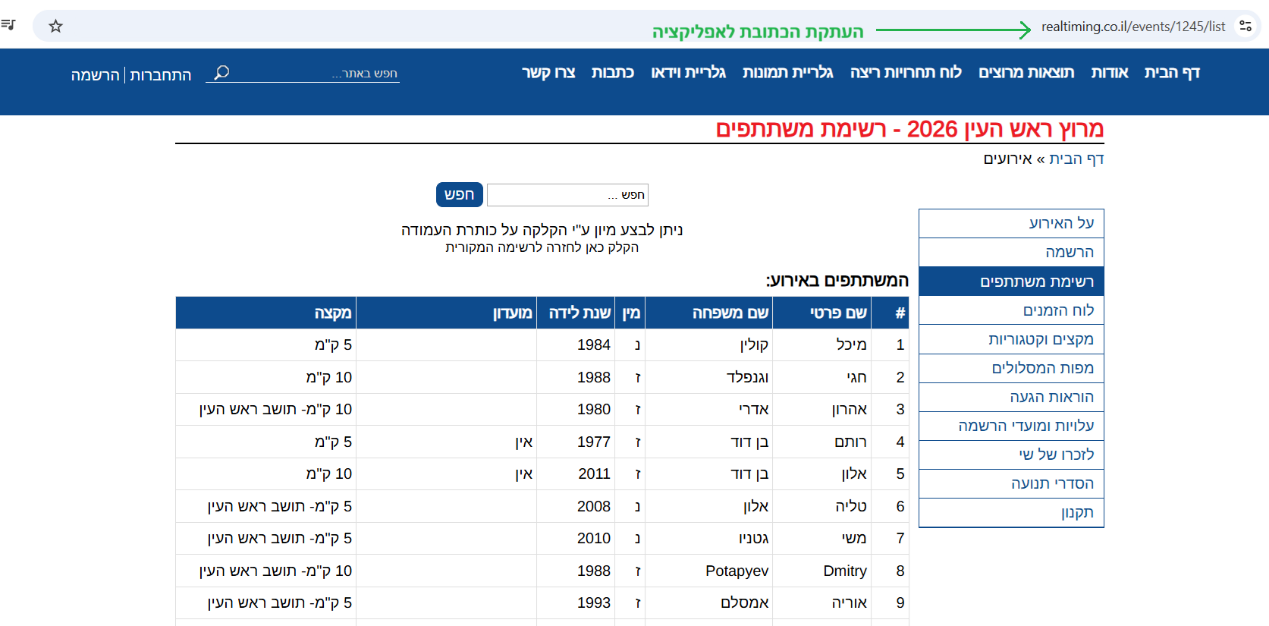 העתקת הכתובת לאפליקציה
realtiming.co.il/events/1245/list
דף הבית אודות תוצאות מרוצים לוח תחרויות ריצה גלריית תמונות גלריית וידאו כתבות צרו קשר חפש באתר... התחברות | הרשמה
מרוץ ראש העין 2026 - רשימת משתתפים
דף הבית » אירועים
חפש ... חפש
ניתן לבצע מיון ע"י הקלקה על כותרת העמודה
הקלק כאן לחזרה לרשימה המקורית
על האירוע
הרשמה
רשימת משתתפים
לוח הזמנים
מקצים וקטגוריות
מפות המסלולים
הוראות הגעה
עלויות ומועדי הרשמה
לזכרו של שי
הסדרי תנועה
תקנון
המשתתפים באירוע:
# שם פרטי שם משפחה מין שנת לידה מועדון מקצה
1 מיכל קולין נ 1984 5 ק"מ
2 חגי וגנפלד ז 1988 10 ק"מ
3 אהרון אדרי ז 1980 10 ק"מ- תושב ראש העין
4 רותם בן דוד ז 1977 אין 5 ק"מ
5 אלון בן דוד ז 2011 אין 10 ק"מ
6 טליה אלון נ 2008 5 ק"מ- תושב ראש העין
7 משי גטניו נ 2010 5 ק"מ- תושב ראש העין
8 Dmitry Potapyev ז 1988 10 ק"מ- תושב ראש העין
9 אוריה אמסלם ז 1993 5 ק"מ- תושב ראש העין